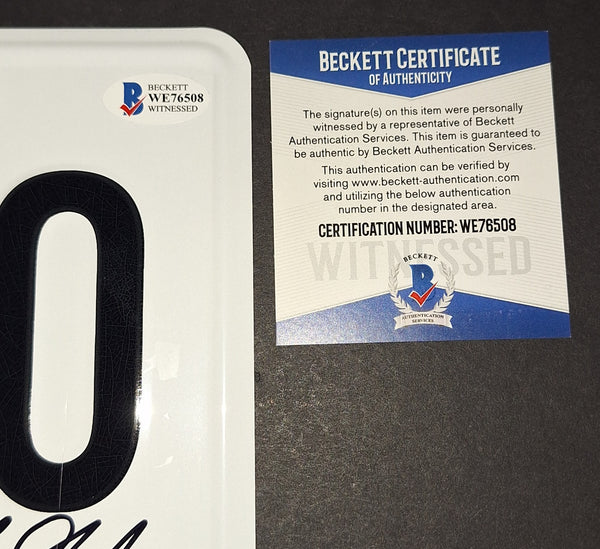 BECKETT
WE76508
WITNESSED
0
BECKETT CERTIFICATE
OF AUTHENTICITY
The signature(s) on this item were personally
witnessed by a representative of Beckett
Authentication Services. This item is guaranteed to
be authentic by Beckett Authentication Services.
This authentication can be verified by
visiting www.beckett-authentication.com
and utilizing the below authentication
number in the designated area.
CERTIFICATION NUMBER: WE76508
WITNESSED
BECKETT
B
AUTHENTICATION
SERVICES